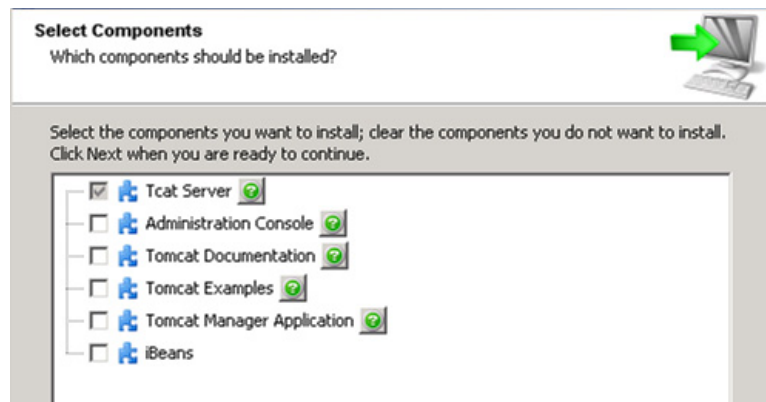 Select Components
Which components should be installed?
Select the components you want to install; clear the components you do not want to install.
Click Next when you are ready to continue.
Tcat Server
Administration Console
Tomcat Documentation
Tomcat Examples
Tomcat Manager Application
iBeans